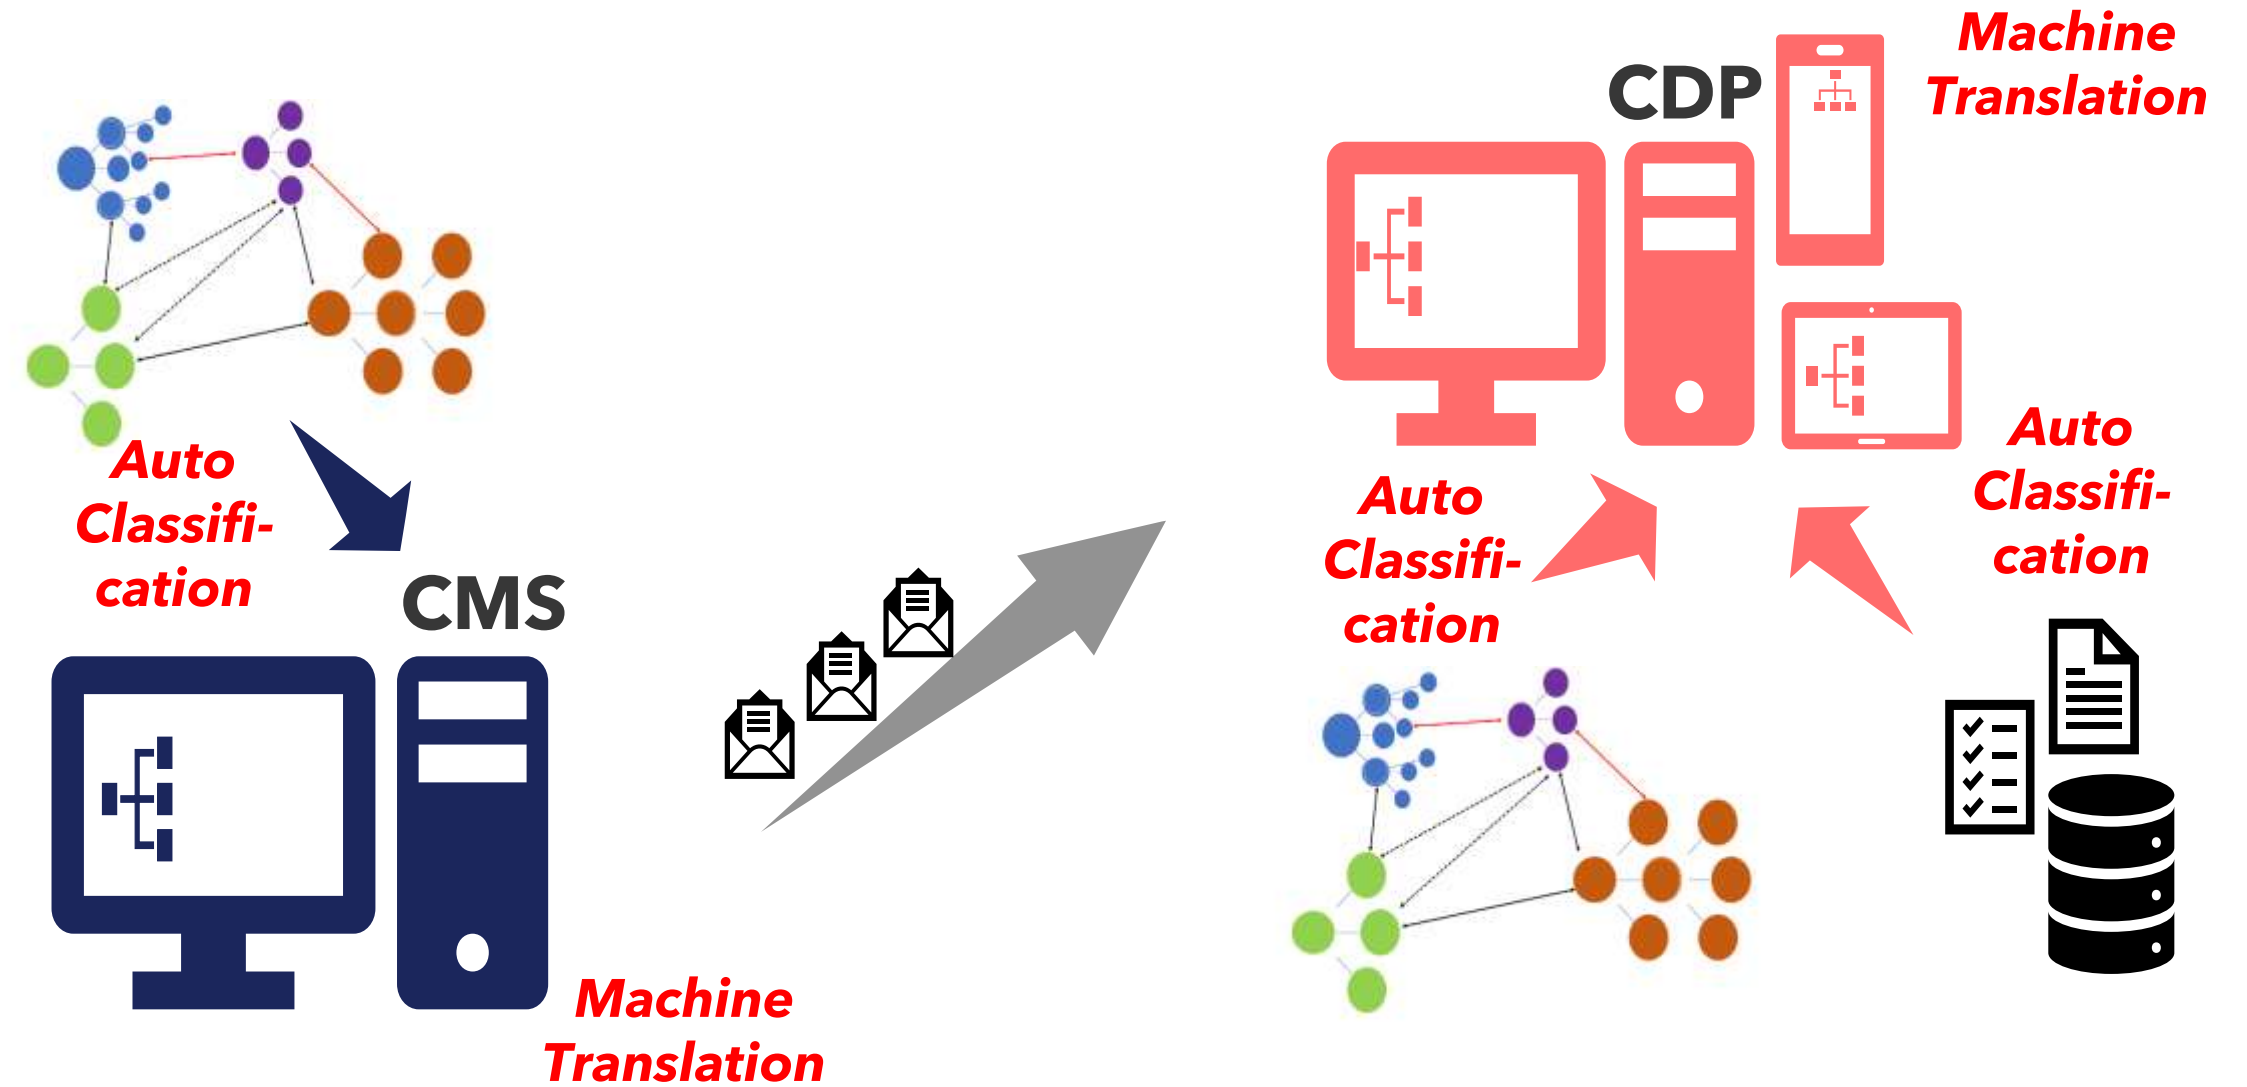 Machine
Translation
CDP
Auto
Classifi-
cation
CMS
Auto
Classifi-
cation
Auto
Classifi-
cation
Machine
Translation